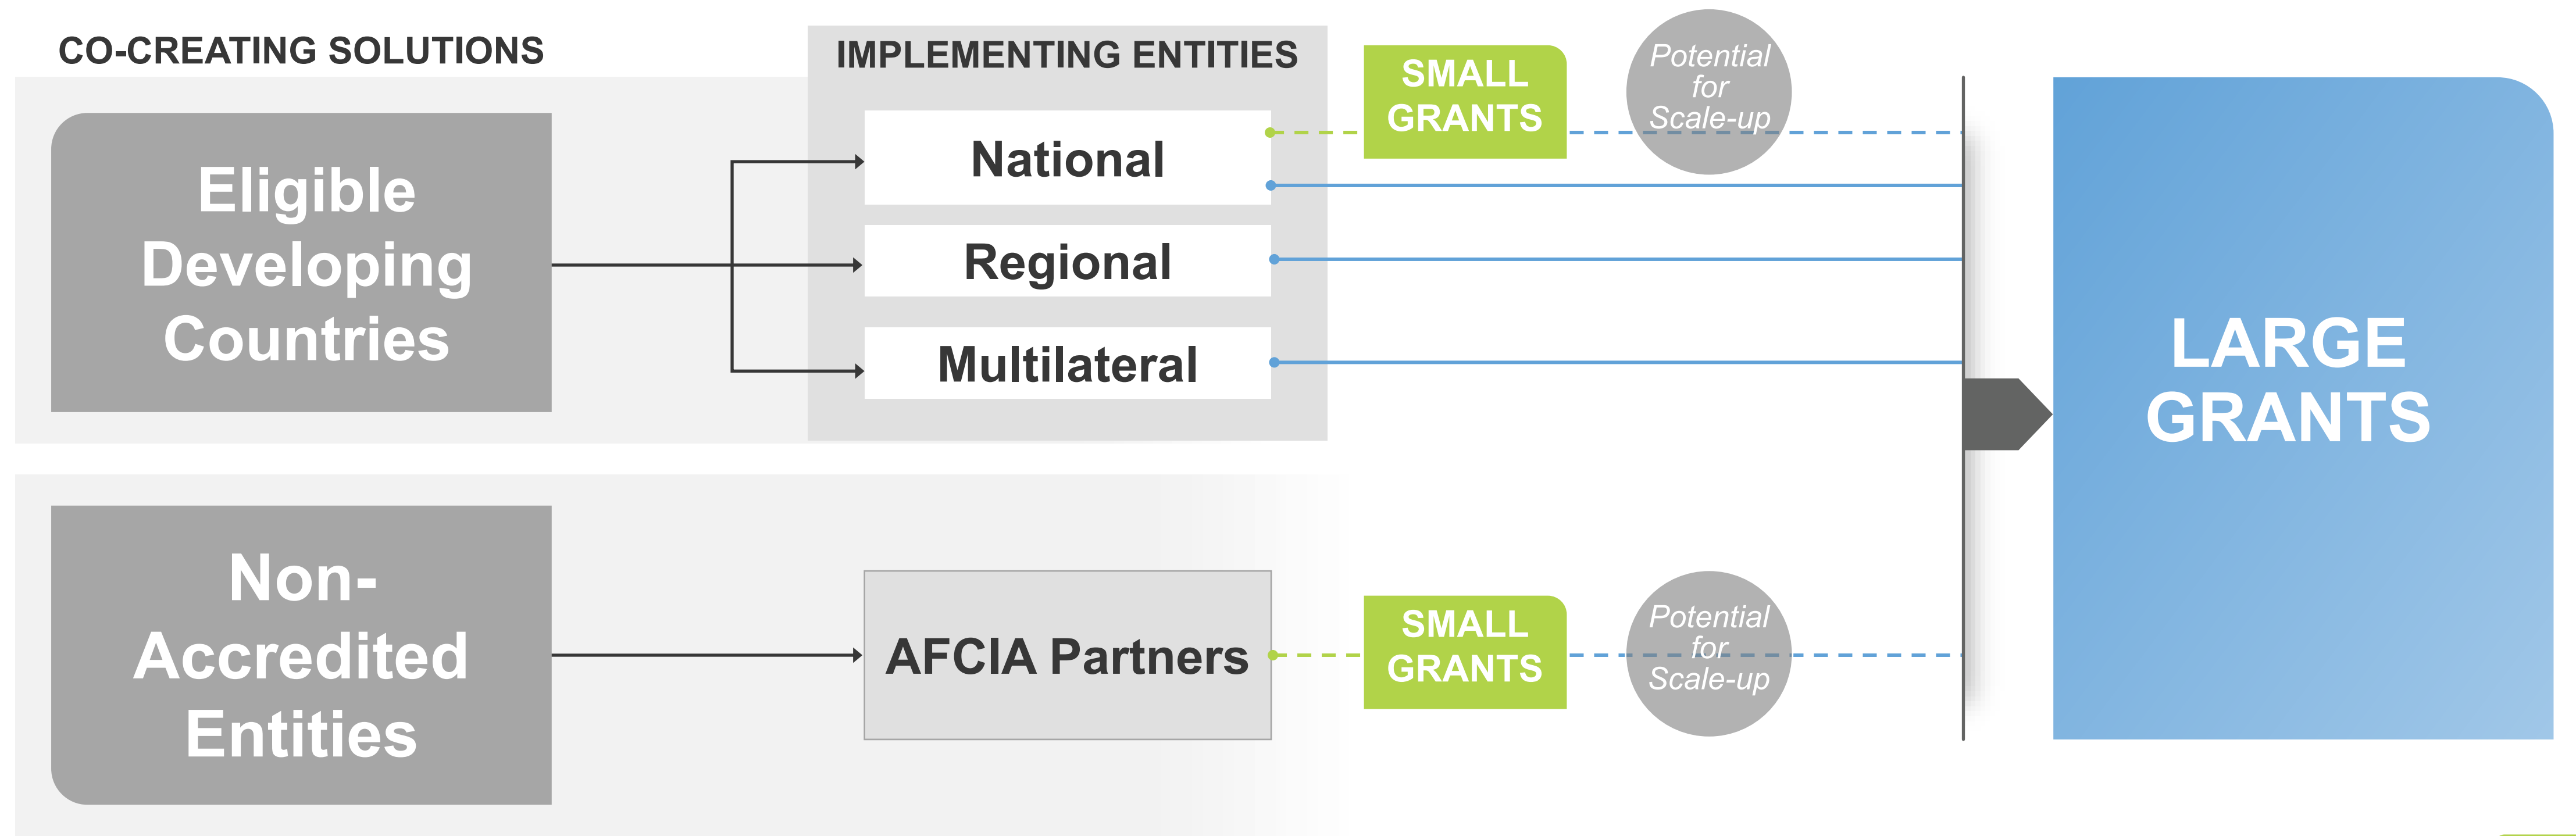 CO-CREATING SOLUTIONS
Eligible
Developing
Countries
IMPLEMENTING ENTITIES
National
Regional
Multilateral
SMALL
GRANTS
Potential
for
Scale-up
LARGE
GRANTS
Non-
Accredited
Entities
AFCIA Partners
SMALL
GRANTS
Potential
for
Scale-up